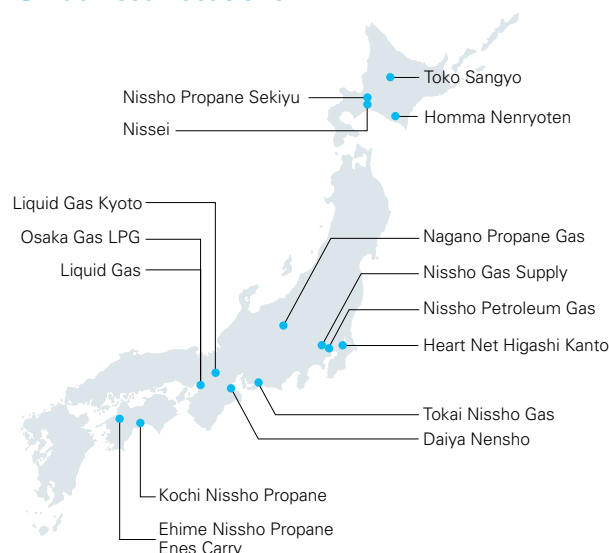 Toko Sangyo
Nissho Propane Sekiyu
Homma Nenryoten
Nissei
Liquid Gas Kyoto
Osaka Gas LPG
Liquid Gas
Nagano Propane Gas
Nissho Gas Supply
Nissho Petroleum Gas
Heart Net Higashi Kanto
Tokai Nissho Gas
Daiya Nensho
Kochi Nissho Propane
Ehime Nissho Propane
Enes Carry